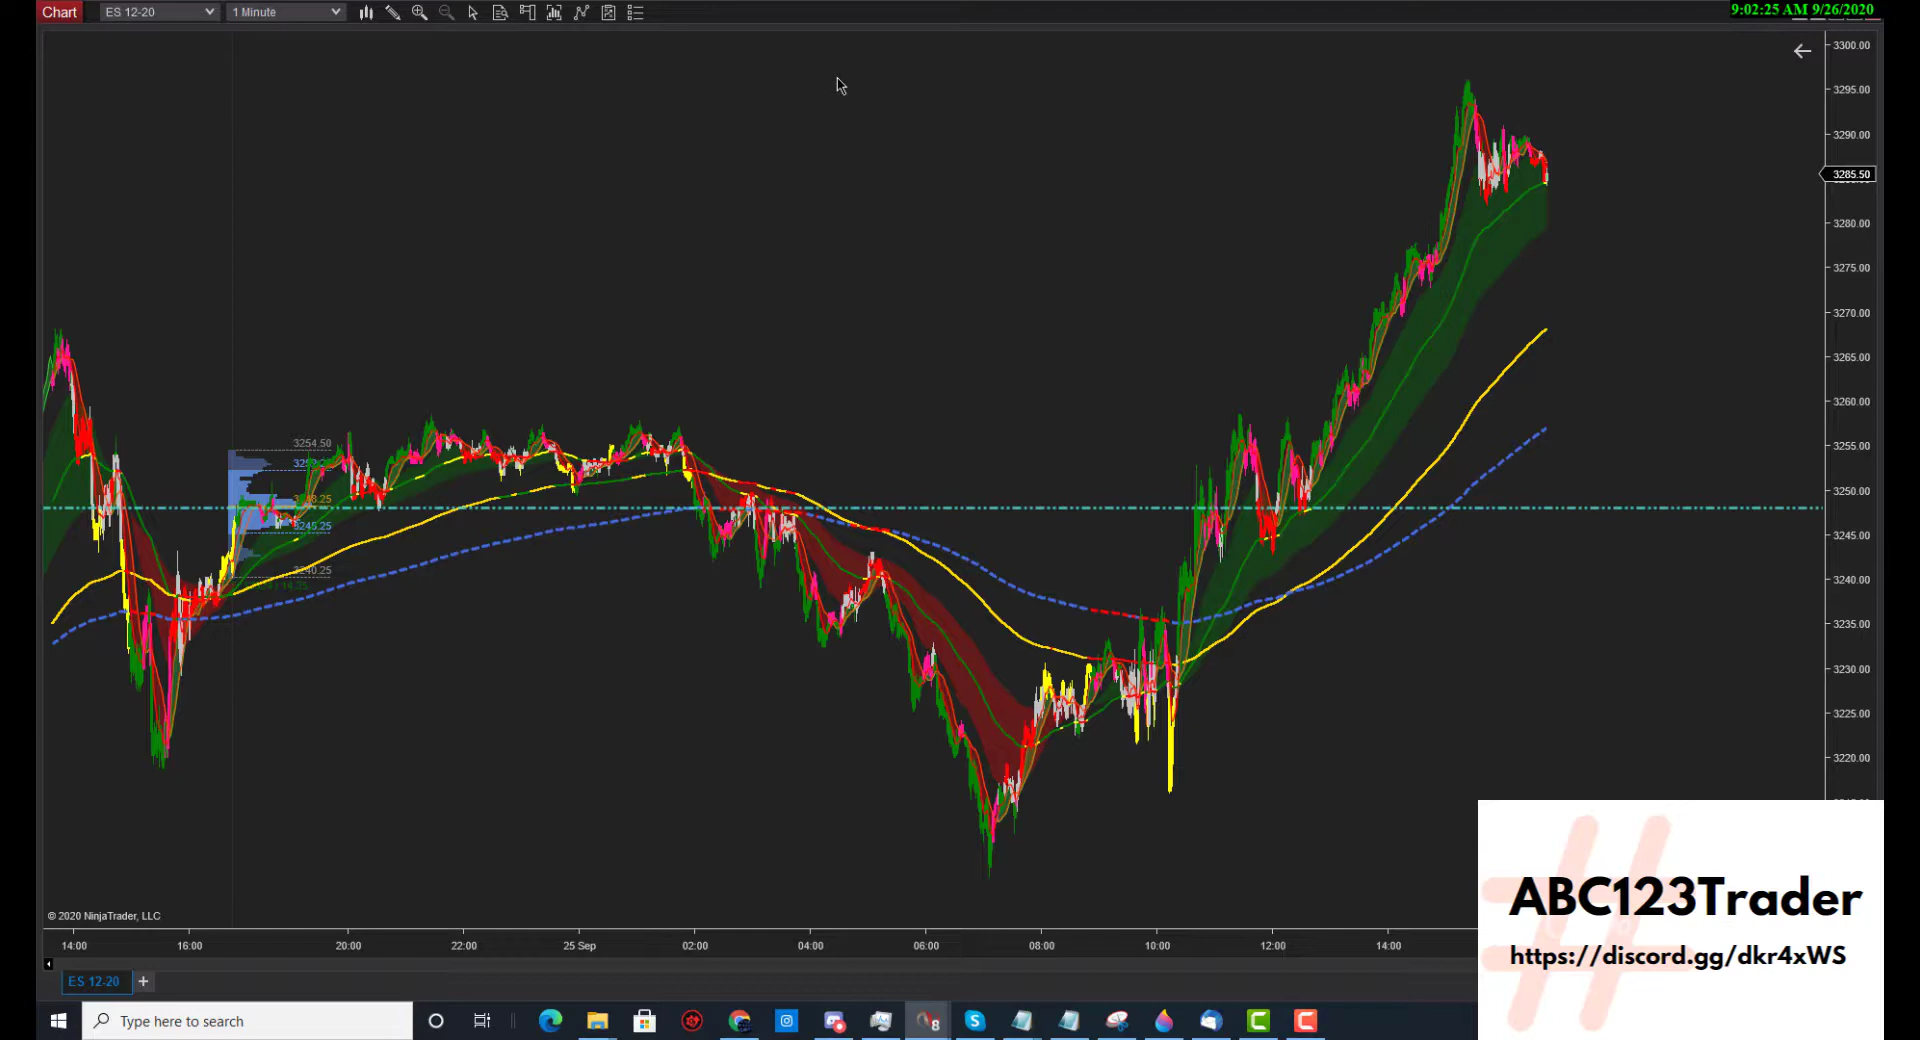 Chart
ES 12-20
1 Minute
9:02:25 AM 9/26/2020
3300.00
3295.00
3290.00
3285.50
3280.00
3275.00
3270.00
3265.00
3260.00
3255.00
3250.00
3245.00
3240.00
3235.00
3230.00
3225.00
3220.00
3254.50
3248.25
3245.25
3240.25
© 2020 NinjaTrader, LLC
14:00 16:00 20:00 22:00 25 Sep 02:00 04:00 06:00 08:00 10:00 12:00 14:00
ES 12-20 +
Type here to search
8
ABC123Trader
https://discord.gg/dkr4xWS